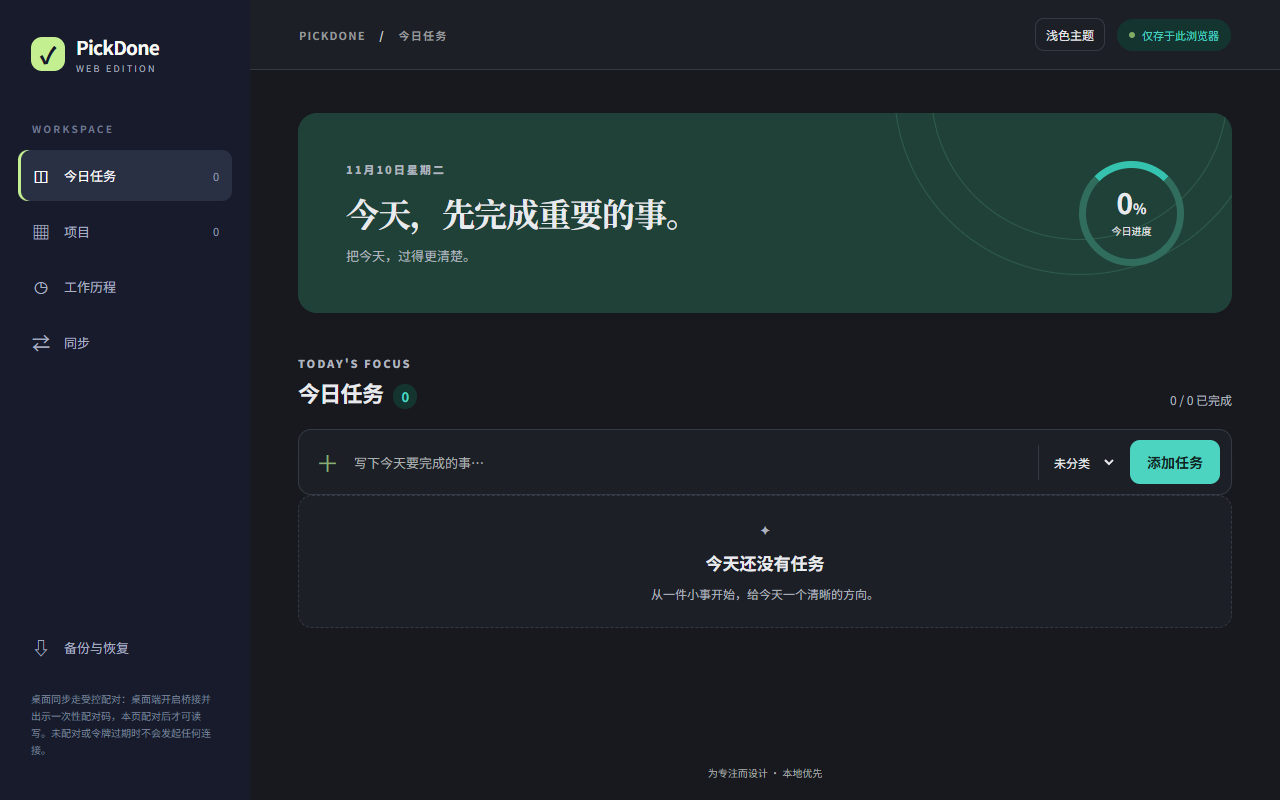 PickDone
WEB EDITION
WORKSPACE
今日任务 0
项目 0
工作历程
同步
备份与恢复
桌面同步走受控配对：桌面端开启桥接并
出示一次性配对码，本页配对后才可读
写。未配对或令牌过期时不会发起任何连
接。
PICKDONE / 今日任务
浅色主题
仅存于此浏览器
11月10日星期二
今天，先完成重要的事。
把今天，过得更清楚。
0%
今日进度
TODAY'S FOCUS
今日任务 0
0 / 0 已完成
写下今天要完成的事…
未分类
添加任务
今天还没有任务
从一件小事开始，给今天一个清晰的方向。
为专注而设计 · 本地优先